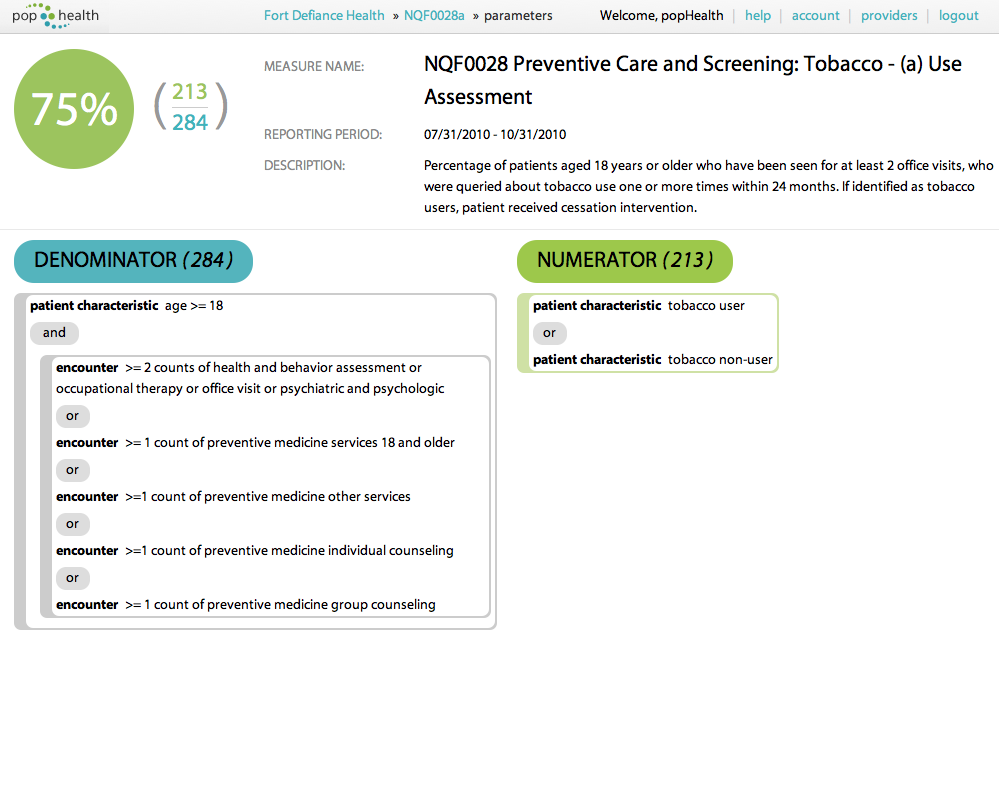 pop health
Fort Defiance Health » NQF0028a » parameters
Welcome, popHealth | help | account | providers | logout
75%
(213
284)
MEASURE NAME:
NQF0028 Preventive Care and Screening: Tobacco - (a) Use
Assessment
REPORTING PERIOD:
07/31/2010 - 10/31/2010
DESCRIPTION:
Percentage of patients aged 18 years or older who have been seen for at least 2 office visits, who
were queried about tobacco use one or more times within 24 months. If identified as tobacco
users, patient received cessation intervention.
DENOMINATOR (284)
patient characteristic age >= 18
and
encounter >= 2 counts of health and behavior assessment or
occupational therapy or office visit or psychiatric and psychologic
or
encounter >= 1 count of preventive medicine services 18 and older
or
encounter >=1 count of preventive medicine other services
or
encounter >=1 count of preventive medicine individual counseling
or
encounter >= 1 count of preventive medicine group counseling
NUMERATOR (213)
patient characteristic tobacco user
or
patient characteristic tobacco non-user